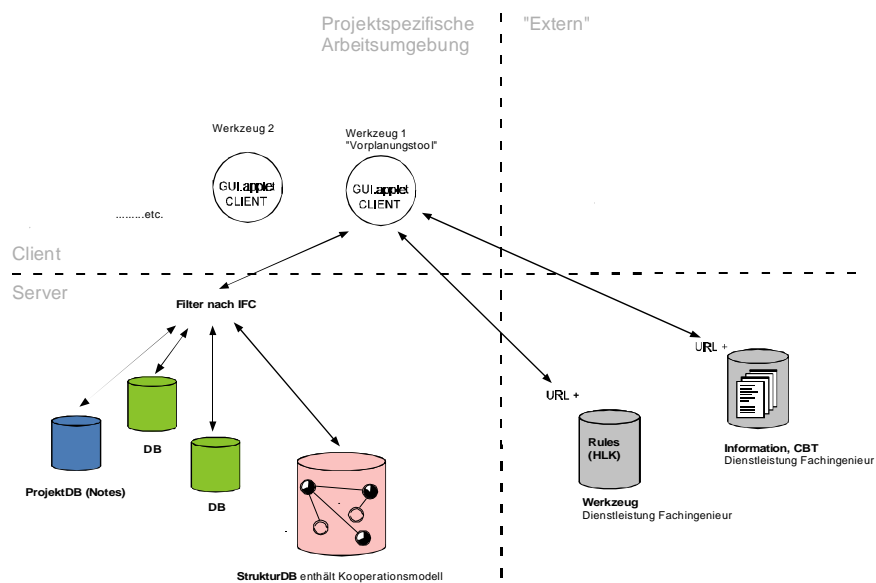 Projektspezifische
Arbeitsumgebung
"Extern"
Werkzeug 2
Werkzeug 1
"Vorplanungstool"
GUI.applet
CLIENT
GUI.applet
CLIENT
.........etc.
Client
Server
Filter nach IFC
URL +
URL +
DB
DB
ProjektDB (Notes)
Rules
(HLK)
Information, CBT
Dienstleistung Fachingenieur
Werkzeug
Dienstleistung Fachingenieur
StrukturDB enthält Kooperationsmodell